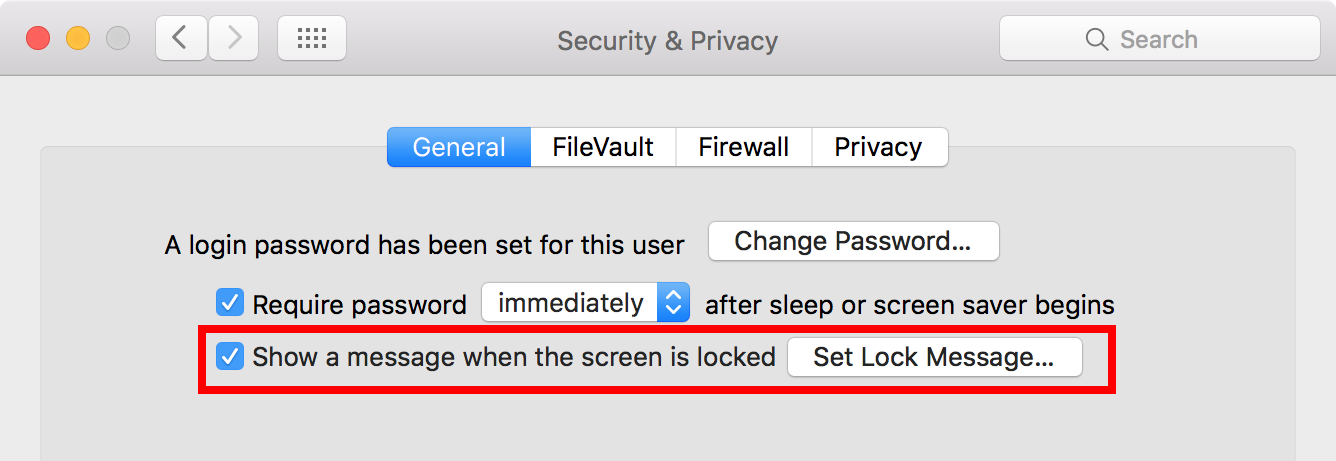 Security & Privacy
Search
General FileVault Firewall Privacy
A login password has been set for this user Change Password...
Require password immediately after sleep or screen saver begins
Show a message when the screen is locked Set Lock Message...